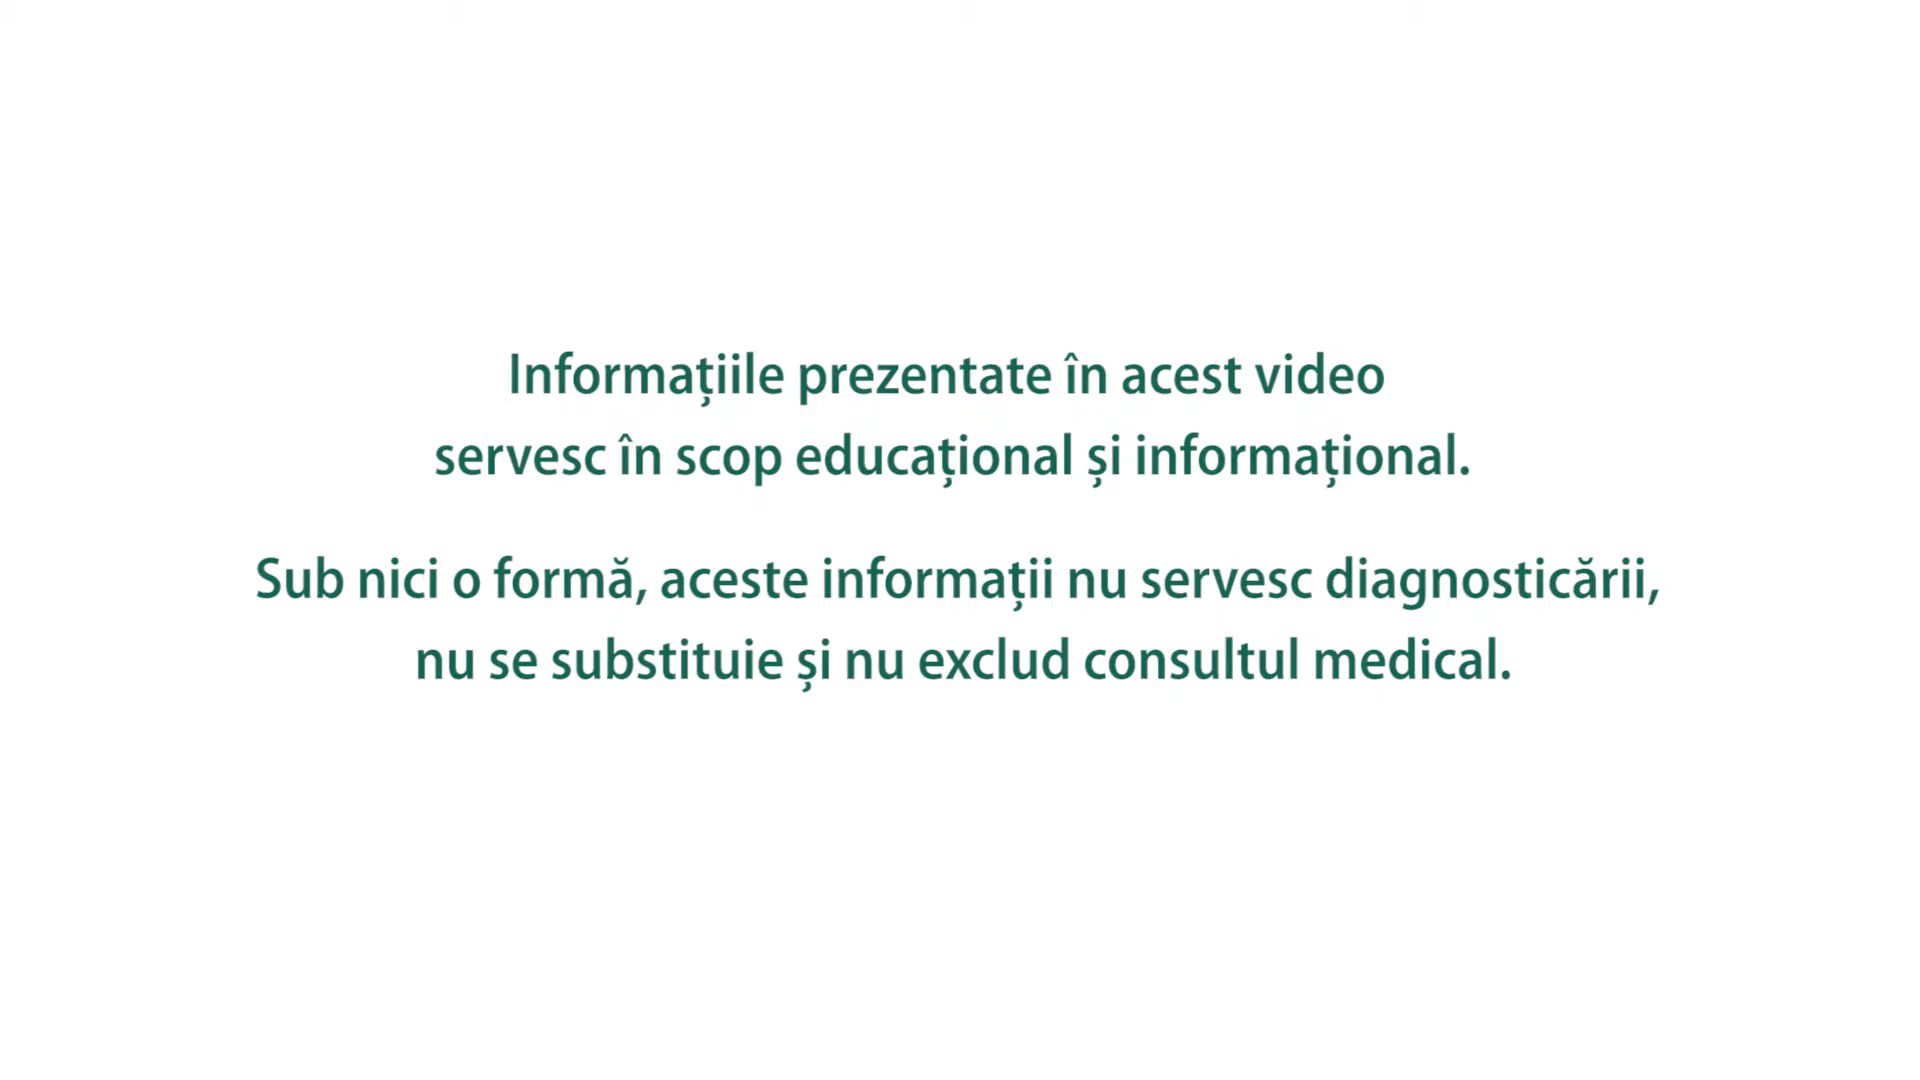 Informațiile prezentate în acest video
servesc în scop educațional și informațional.
Sub nici o formă, aceste informații nu servesc diagnosticării,
nu se substituie și nu exclud consultul medical.